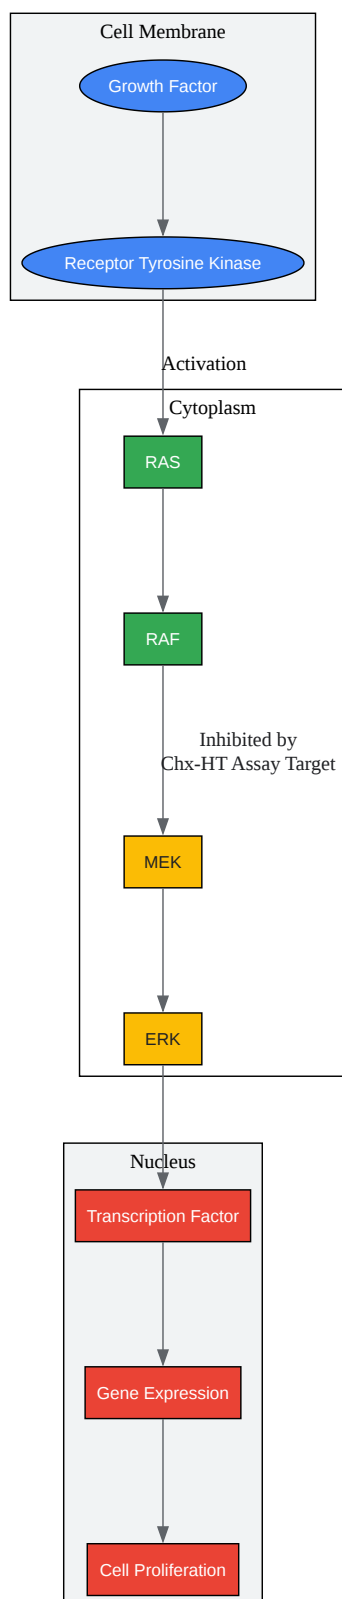 Cell Membrane
Growth Factor
Receptor Tyrosine Kinase
Activation
Cytoplasm
RAS
RAF
Inhibited by
Chx-HT Assay Target
MEK
ERK
Nucleus
Transcription Factor
Gene Expression
Cell Proliferation